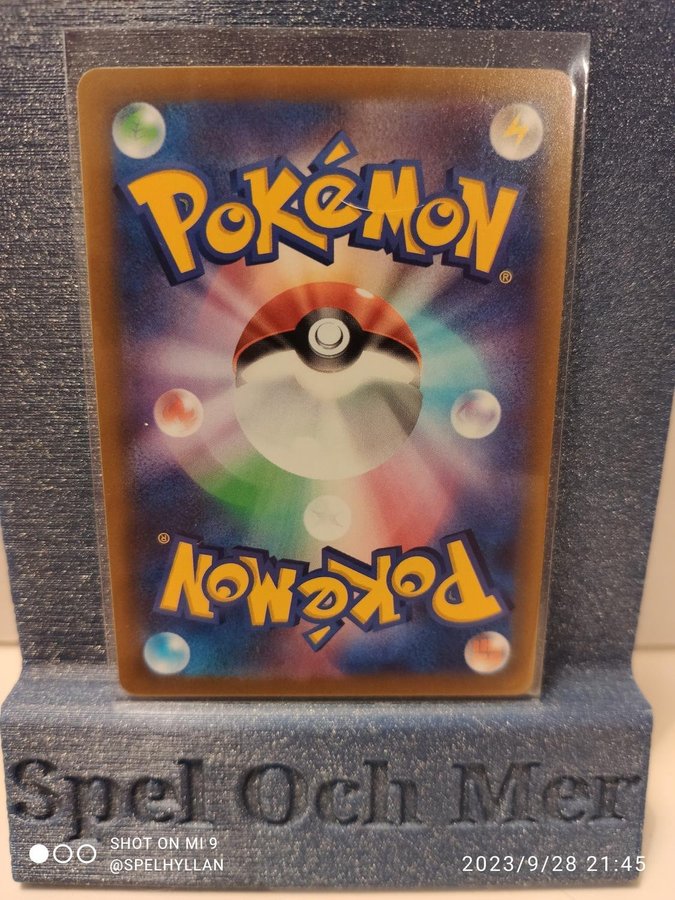 POKéMON
®
®
POKéMON
Spel Och Mer
SHOT ON MI 9
@SPELHYLLAN
2023/9/28 21:45